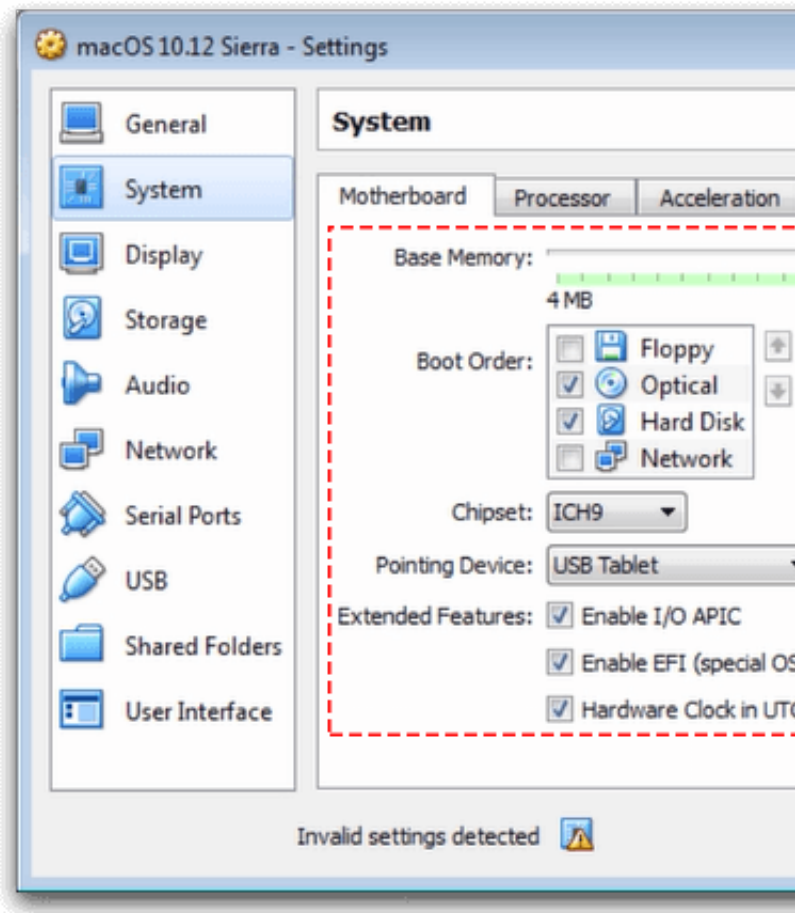 macOS 10.12 Sierra - Settings
General
System
Display
Storage
Audio
Network
Serial Ports
USB
Shared Folders
User Interface
System
Motherboard Processor Acceleration
Base Memory:
4 MB
Boot Order:
Floppy
Optical
Hard Disk
Network
Chipset: ICH9
Pointing Device: USB Tablet
Extended Features: Enable I/O APIC
Enable EFI (special OS
Hardware Clock in UTC
Invalid settings detected